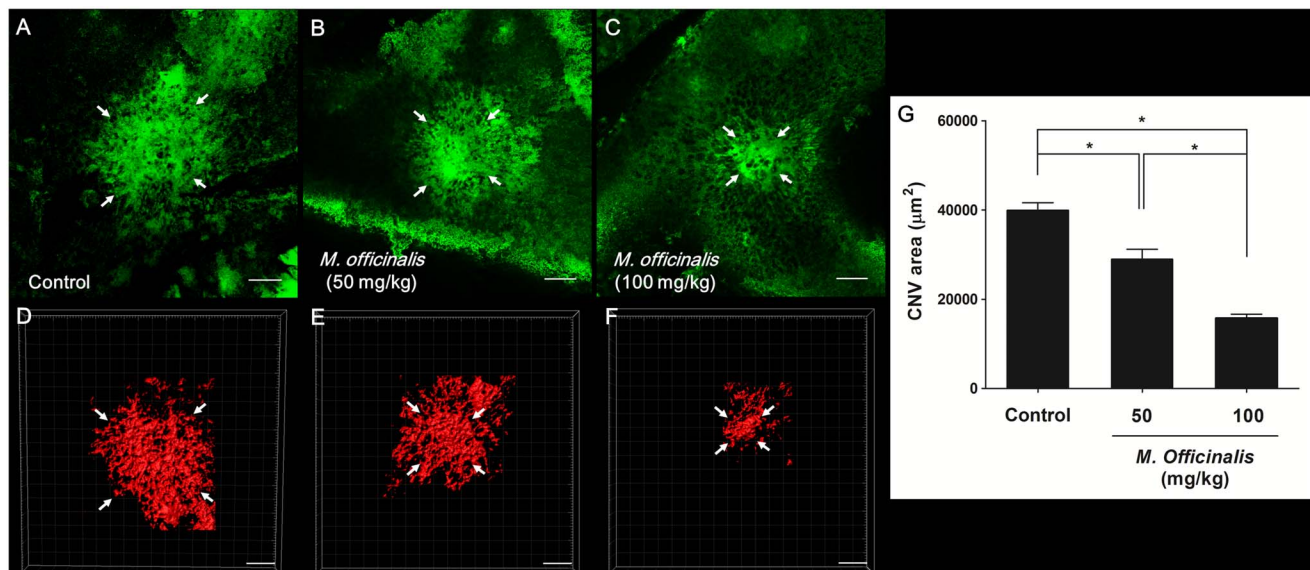 A
B
C
Control
M. officinalis
(50 mg/kg)
M. officinalis
(100 mg/kg)
D
E
F
G
CNV area (μm²)
60000
40000
20000
0
*
*
*
Control
50
100
M. Officinalis
(mg/kg)